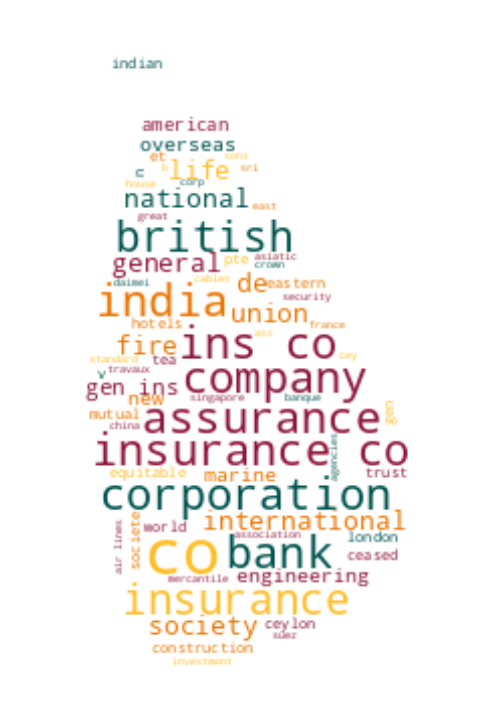 indian
american
overseas
et sons
b life sri
c corp
house
national east
great
british
general pte asiatic
crown
cables
daimei de eastern
india security
union
hotels france
fire ins co ass
standard tea cey
v travaux company
gen ins
new singapore banque
mutual assurance gen
china
insurance co
agencies
equitable marine trust
corporation
societe international
air lines world association london
co bank ceased
mercantile engineering
insurance
society ceylon
suez
construction
investment